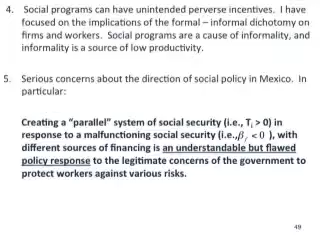 4. Social programs can have unintended perverse incentives. I have
focused on the implications of the formal – informal dichotomy on
firms and workers. Social programs are a cause of informality, and
informality is a source of low productivity.
5. Serious concerns about the direction of social policy in Mexico. In
particular:
Creating a "parallel" system of social security (i.e., Tᵢ > 0) in
response to a malfunctioning social security (i.e., β_f < 0 ), with
different sources of financing is an understandable but flawed
policy response to the legitimate concerns of the government to
protect workers against various risks.
49